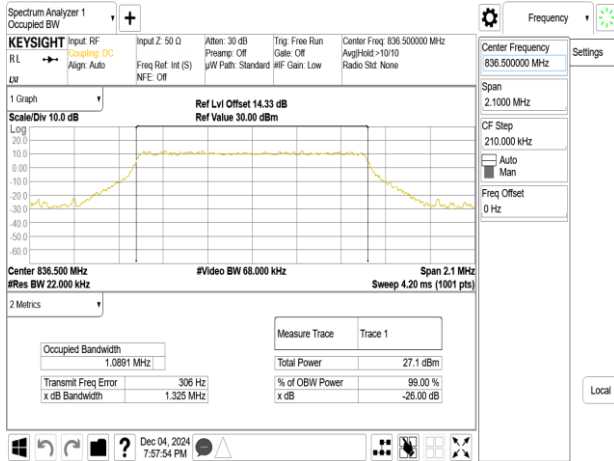 Spectrum Analyzer 1
Occupied BW
Frequency
KEYSIGHT
RL
LXI
Input: RF
Coupling: DC
Align: Auto
Input Z: 50 Ω
Freq Ref: Int (S)
NFE: Off
Atten: 30 dB
Preamp: Off
µW Path: Standard
Trig: Free Run
Gate: Off
#IF Gain: Low
Center Freq: 836.500000 MHz
Avg|Hold:>10/10
Radio Std: None
Center Frequency
836.500000 MHz
Settings
Span
2.1000 MHz
CF Step
210.000 kHz
Auto
Man
Freq Offset
0 Hz
Local
1 Graph
Scale/Div 10.0 dB
Ref Lvl Offset 14.33 dB
Ref Value 30.00 dBm
Log
20.0
10.0
0.00
-10.0
-20.0
-30.0
-40.0
-50.0
-60.0
Center 836.500 MHz
#Video BW 68.000 kHz
Span 2.1 MHz
#Res BW 22.000 kHz
Sweep 4.20 ms (1001 pts)
2 Metrics
Measure Trace Trace 1
Occupied Bandwidth
1.0891 MHz
Total Power 27.1 dBm
Transmit Freq Error 306 Hz
% of OBW Power 99.00 %
x dB Bandwidth 1.325 MHz
x dB -26.00 dB
Dec 04, 2024
7:57:54 PM